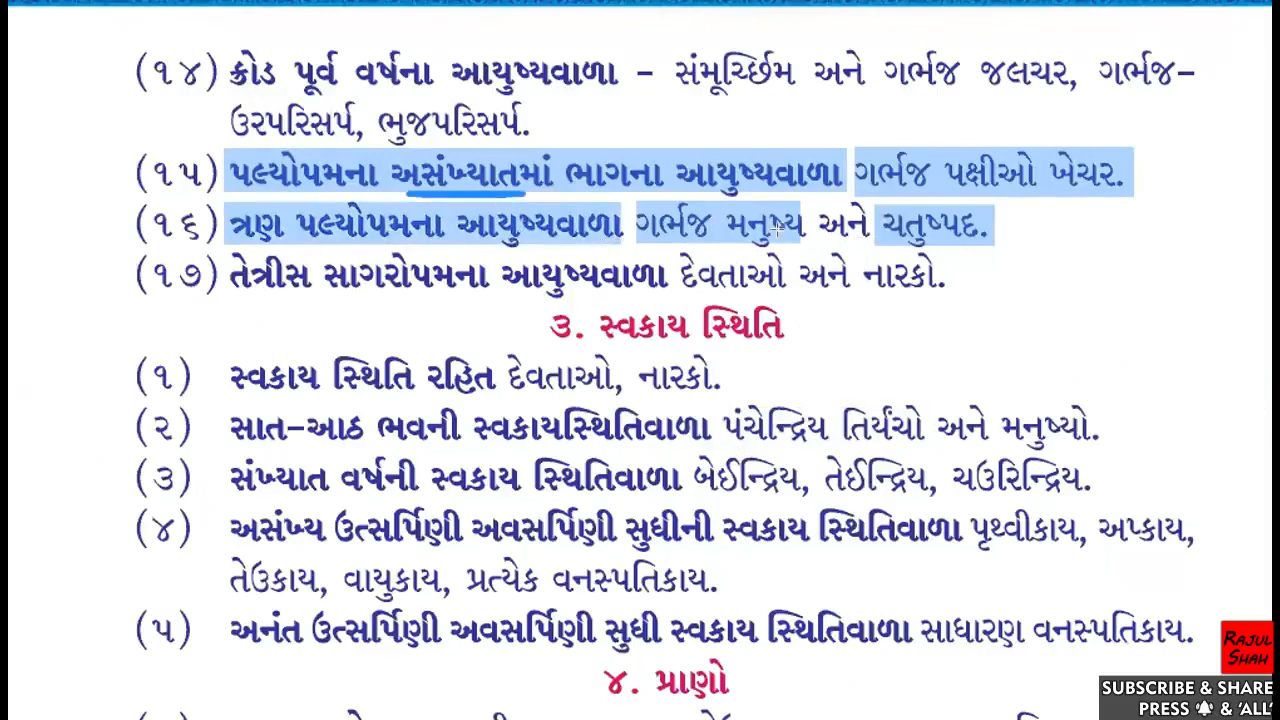 (૧૪) ક્રોડ પૂર્વ વર્ષના આયુષ્યવાળા – સંમૂર્ચ્છિમ અને ગર્ભજ જલચર, ગર્ભજ–
ઉરપરિસર્પ, ભુજપરિસર્પ.
(૧૫) પલ્યોપમના અસંખ્યાતમાં ભાગના આયુષ્યવાળા ગર્ભજ પક્ષીઓ ખેચર.
(૧૬) ત્રણ પલ્યોપમના આયુષ્યવાળા ગર્ભજ મનુષ્ય અને ચતુષ્પદ.
(૧૭) તેત્રીસ સાગરોપમના આયુષ્યવાળા દેવતાઓ અને નારકો.
૩. સ્વકાય સ્થિતિ
(૧) સ્વકાય સ્થિતિ રહિત દેવતાઓ, નારકો.
(૨) સાત–આઠ ભવની સ્વકાયસ્થિતિવાળા પંચેન્દ્રિય તિર્યંચો અને મનુષ્યો.
(૩) સંખ્યાત વર્ષની સ્વકાય સ્થિતિવાળા બેઈન્દ્રિય, તેઈન્દ્રિય, ચઉરિન્દ્રિય.
(૪) અસંખ્ય ઉત્સર્પિણી અવસર્પિણી સુધીની સ્વકાય સ્થિતિવાળા પૃથ્વીકાય, અપ્કાય,
તેઉકાય, વાયુકાય, પ્રત્યેક વનસ્પતિકાય.
(૫) અનંત ઉત્સર્પિણી અવસર્પિણી સુધી સ્વકાય સ્થિતિવાળા સાધારણ વનસ્પતિકાય.
૪. પ્રાણો
RAJUL
SHAH
SUBSCRIBE & SHARE
PRESS & 'ALL'